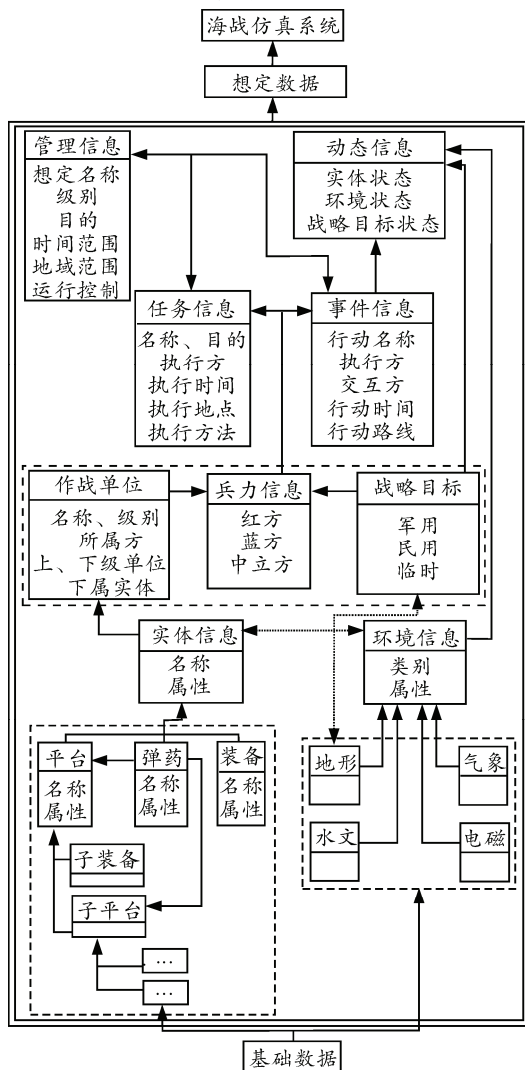 海战仿真系统
想定数据
管理信息
想定名称
级别
目的
时间范围
地域范围
运行控制
动态信息
实体状态
环境状态
战略目标状态
任务信息
名称、目的
执行方
执行时间
执行地点
执行方法
事件信息
行动名称
执行方
交互方
行动时间
行动路线
作战单位
名称、级别
所属方
上、下级单位
下属实体
兵力信息
红方
蓝方
中立方
战略目标
军用
民用
临时
实体信息
名称
属性
环境信息
类别
属性
平台
名称
属性
弹药
名称
属性
装备
名称
属性
子装备
子平台
…
…
地形
气象
水文
电磁
基础数据